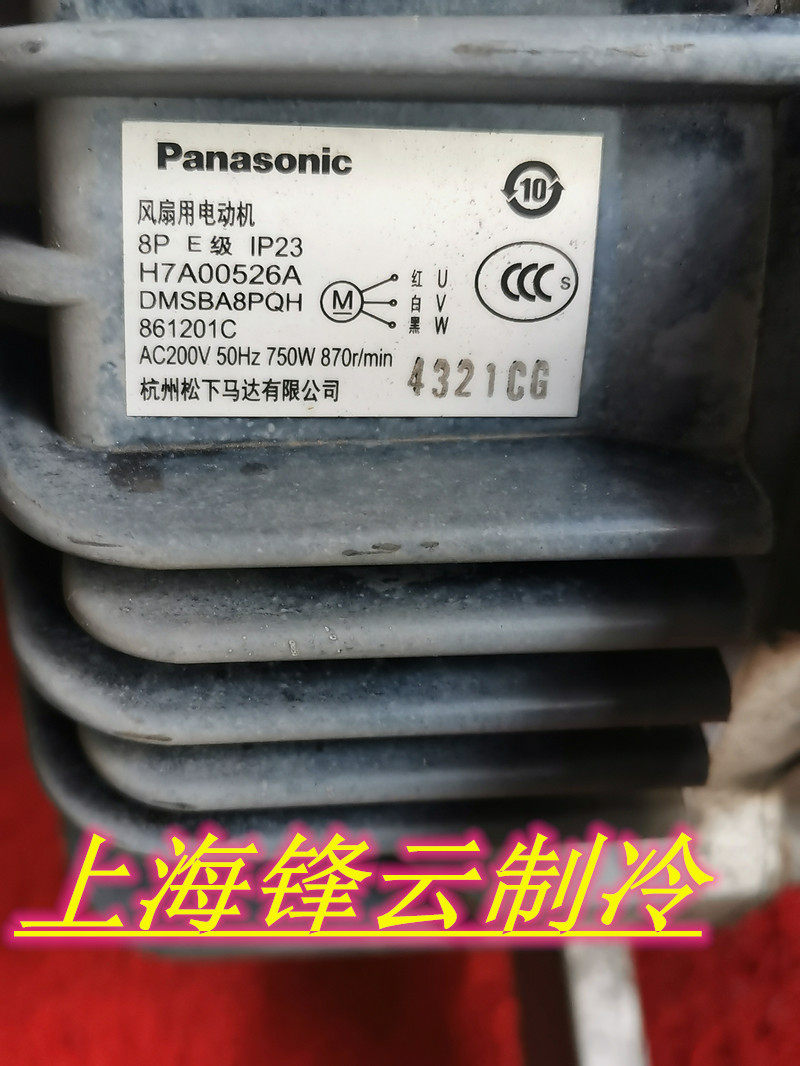 Panasonic
10
风扇用电动机
8P E级 IP23
H7A00526A
DMSBA8PQH
861201C
M
红 U
白 V
黑 W
CCC S
AC200V 50Hz 750W 870r/min
杭州松下马达有限公司
4321CG
上海锋云制冷